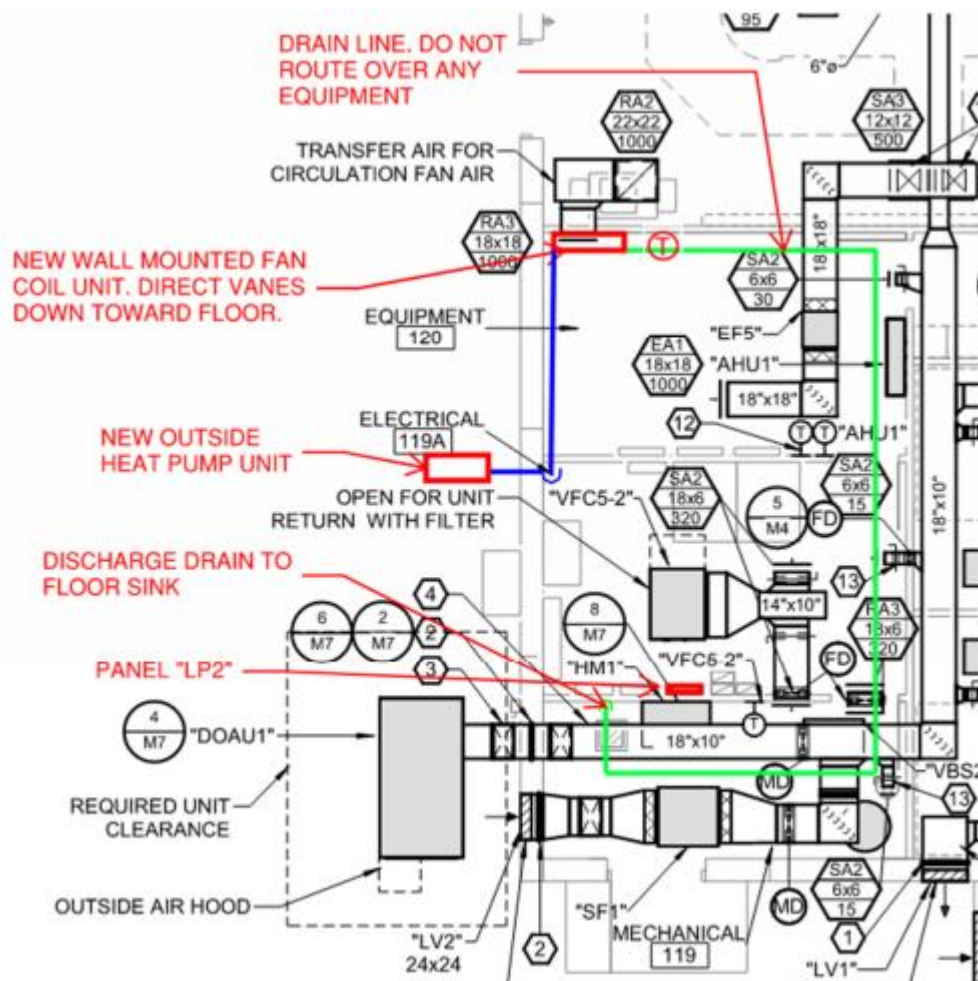 95
6"ø
DRAIN LINE. DO NOT
ROUTE OVER ANY
EQUIPMENT
RA2
22x22
1000
SA3
12x12
500
TRANSFER AIR FOR
CIRCULATION FAN AIR
RA3
18x18
1000
T
18"x18"
NEW WALL MOUNTED FAN
COIL UNIT. DIRECT VANES
DOWN TOWARD FLOOR.
SA2
6x6
30
EQUIPMENT
120
"EF5"
EA1
18x18
1000
"AHU1"
18"x18"
ELECTRICAL
119A
12
T
T
"AHU1"
NEW OUTSIDE
HEAT PUMP UNIT
OPEN FOR UNIT
RETURN WITH FILTER
"VFC5-2"
SA2
18x6
320
5
M4
FD
SA2
6x6
15
18"x10"
DISCHARGE DRAIN TO
FLOOR SINK
4
13
14"x10"
8
M7
RA3
18x6
320
6
M7
2
M7
2
3
PANEL "LP2"
"HM1"
"VFC5-2"
FD
4
M7
"DOAU1"
18"x10"
T
"VBS2
MD
13
REQUIRED UNIT
CLEARANCE
OUTSIDE AIR HOOD
"LV2"
24x24
2
"SF1"
MECHANICAL
119
MD
SA2
6x6
15
1
"LV1"